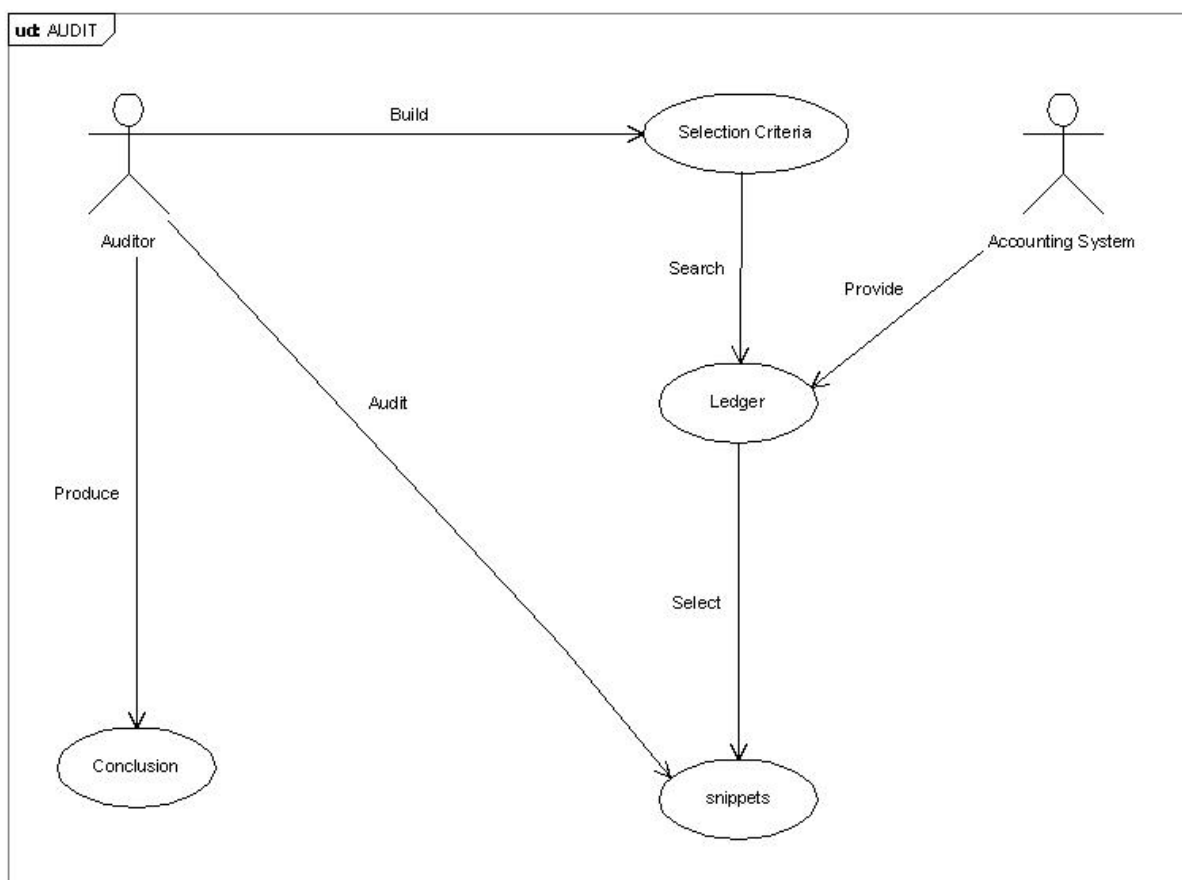 ud: AUDIT
Build
Selection Criteria
Auditor
Accounting System
Search
Provide
Ledger
Audit
Produce
Select
Conclusion
snippets